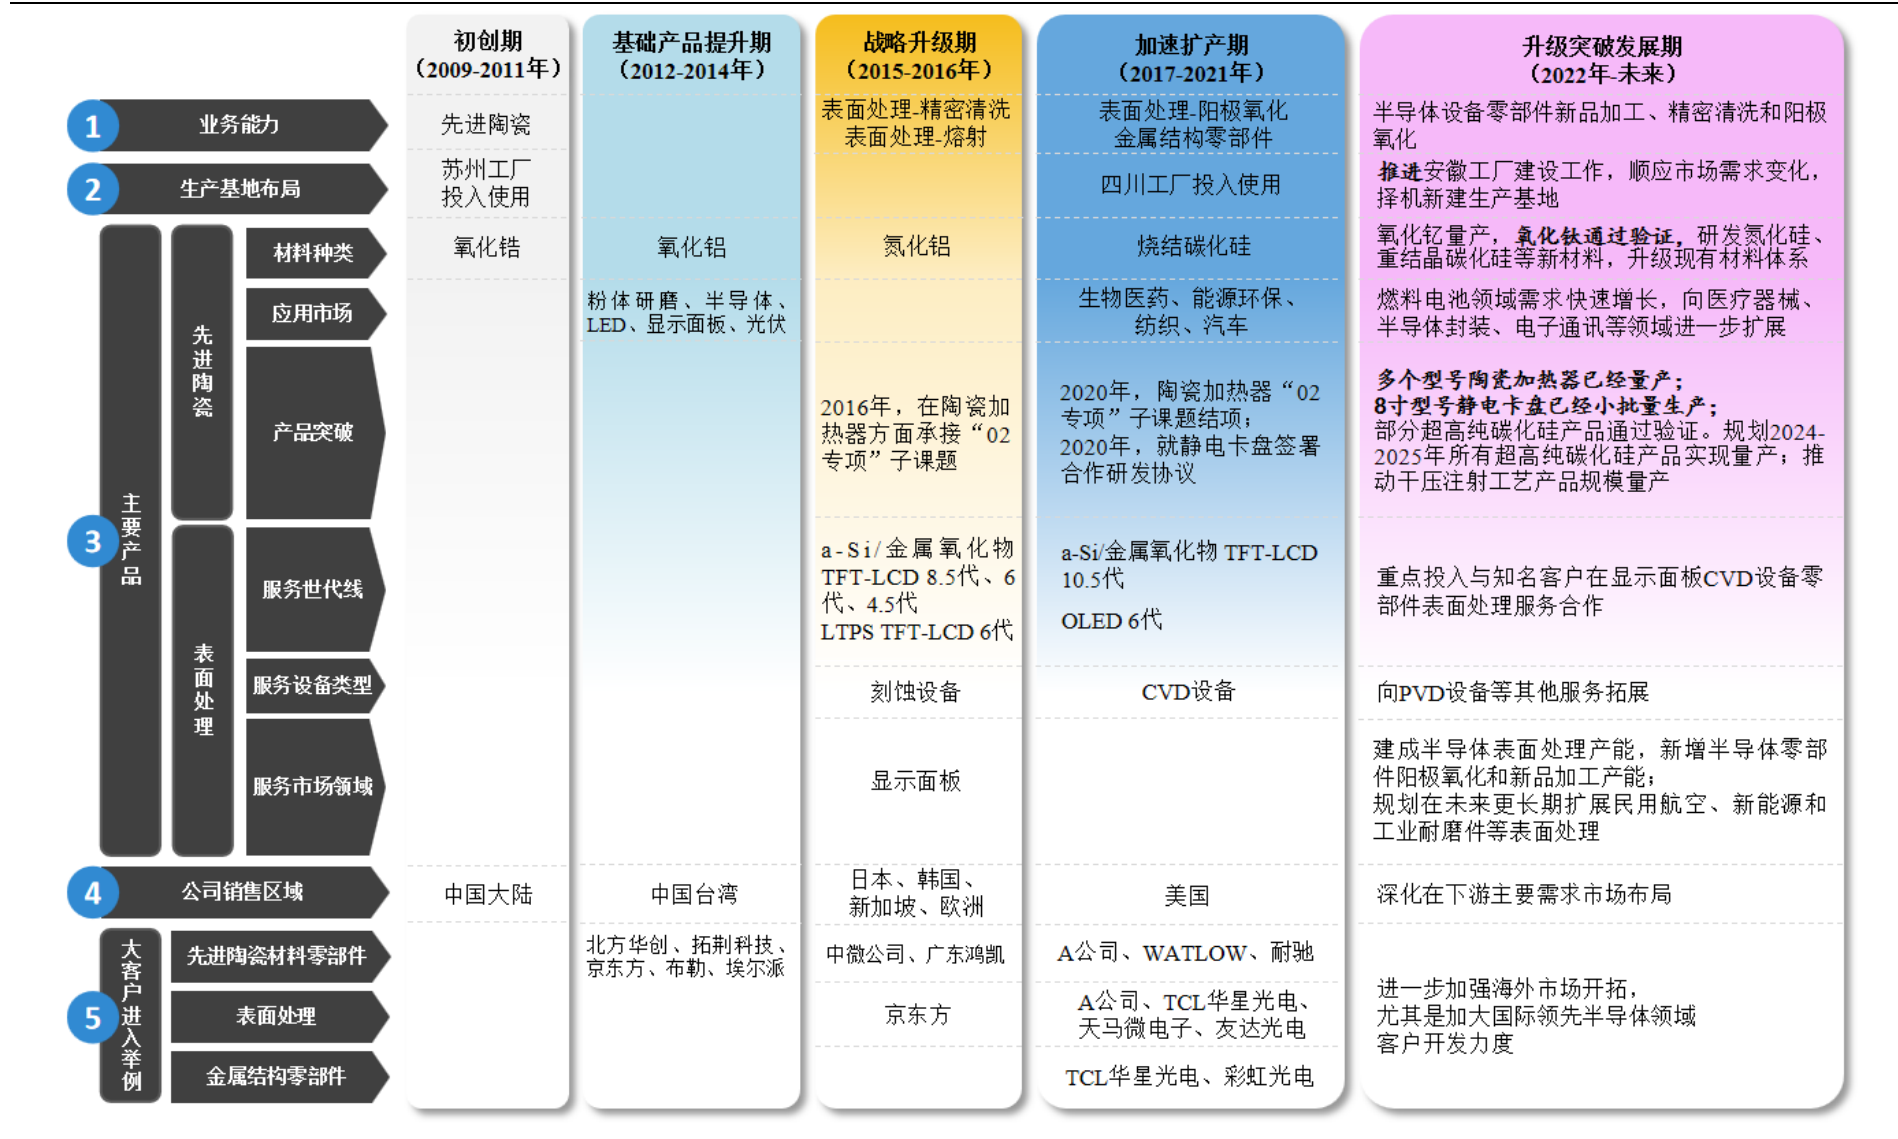 初创期
（2009-2011年）
基础产品提升期
（2012-2014年）
战略升级期
（2015-2016年）
加速扩产期
（2017-2021年）
升级突破发展期
（2022年-未来）
1
业务能力
先进陶瓷
表面处理-精密清洗
表面处理-熔射
表面处理-阳极氧化
金属结构零部件
半导体设备零部件新品加工、精密清洗和阳极
氧化
2
生产基地布局
苏州工厂
投入使用
四川工厂投入使用
推进安徽工厂建设工作，顺应市场需求变化，
择机新建生产基地
3
主要产品
先进陶瓷
材料种类
氧化锆
氧化铝
氮化铝
烧结碳化硅
氧化钇量产，氧化钛通过验证，研发氮化硅、
重结晶碳化硅等新材料，升级现有材料体系
应用市场
粉体研磨、半导体、
LED、显示面板、光伏
生物医药、能源环保、
纺织、汽车
燃料电池领域需求快速增长，向医疗器械、
半导体封装、电子通讯等领域进一步扩展
产品突破
2016年，在陶瓷加
热器方面承接“02
专项”子课题
2020年，陶瓷加热器“02
专项”子课题结项；
2020年，就静电卡盘签署
合作研发协议
多个型号陶瓷加热器已经量产；
8寸型号静电卡盘已经小批量生产；
部分超高纯碳化硅产品通过验证。规划2024-
2025年所有超高纯碳化硅产品实现量产；推
动干压注射工艺产品规模量产
表面处理
服务世代线
a-Si/金属氧化物
TFT-LCD 8.5代、6
代、4.5代
LTPS TFT-LCD 6代
a-Si/金属氧化物 TFT-LCD
10.5代
OLED 6代
重点投入与知名客户在显示面板CVD设备零
部件表面处理服务合作
服务设备类型
刻蚀设备
CVD设备
向PVD设备等其他服务拓展
服务市场领域
显示面板
建成半导体表面处理产能，新增半导体零部
件阳极氧化和新品加工产能；
规划在未来更长期扩展民用航空、新能源和
工业耐磨件等表面处理
4
公司销售区域
中国大陆
中国台湾
日本、韩国、
新加坡、欧洲
美国
深化在下游主要需求市场布局
5
大客户进入举例
先进陶瓷材料零部件
北方华创、拓荆科技、
京东方、布勒、埃尔派
中微公司、广东鸿凯
A公司、WATLOW、耐驰
进一步加强海外市场开拓，
尤其是加大国际领先半导体领域
客户开发力度
表面处理
京东方
A公司、TCL华星光电、
天马微电子、友达光电
金属结构零部件
TCL华星光电、彩虹光电